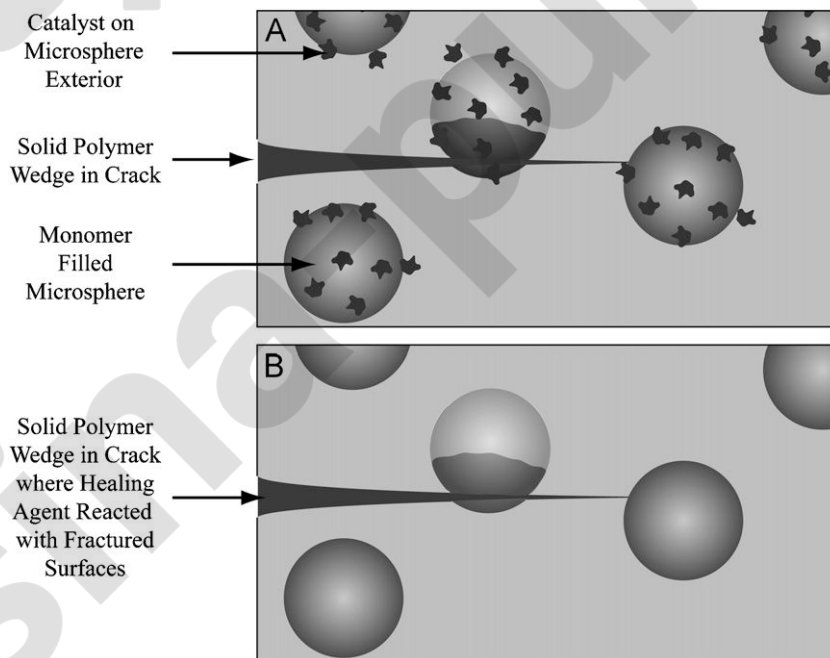 Catalyst on
Microsphere
Exterior
A
Solid Polymer
Wedge in Crack
Monomer
Filled
Microsphere
B
Solid Polymer
Wedge in Crack
where Healing
Agent Reacted
with Fractured
Surfaces